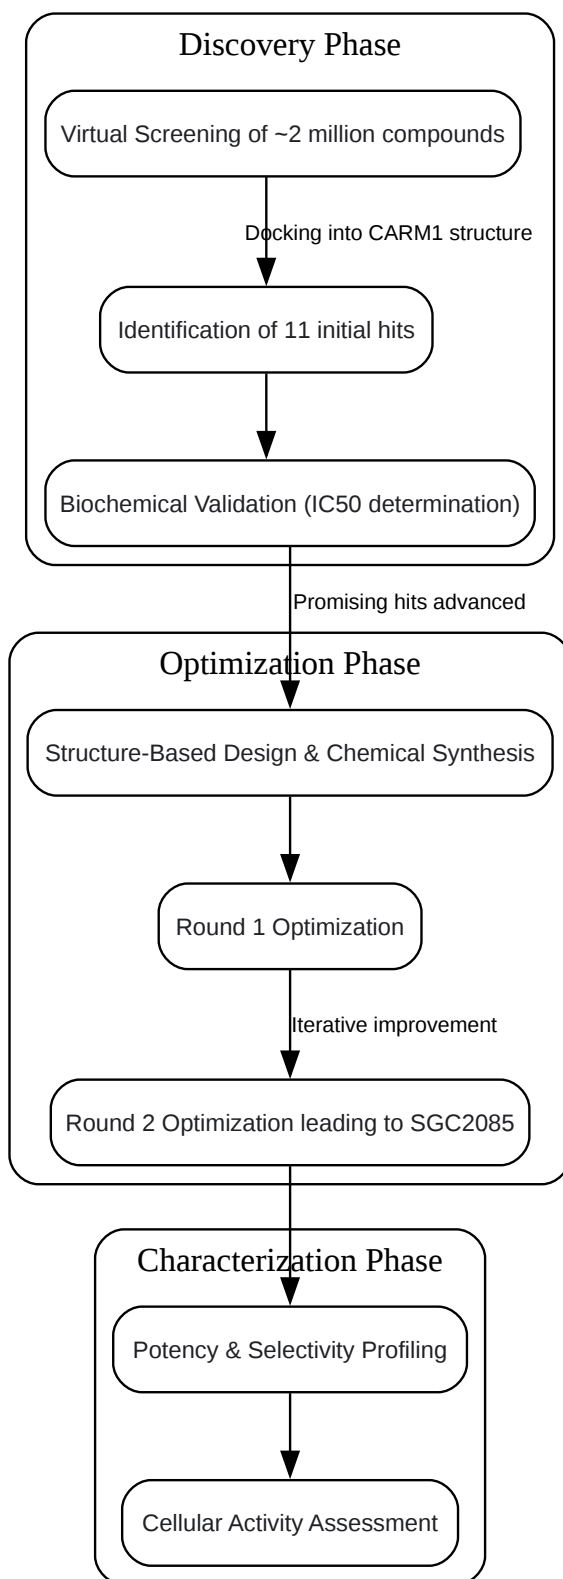 Discovery Phase
Virtual Screening of ~2 million compounds
Docking into CARM1 structure
Identification of 11 initial hits
Biochemical Validation (IC50 determination)
Promising hits advanced
Optimization Phase
Structure-Based Design & Chemical Synthesis
Round 1 Optimization
Iterative improvement
Round 2 Optimization leading to SGC2085
Characterization Phase
Potency & Selectivity Profiling
Cellular Activity Assessment